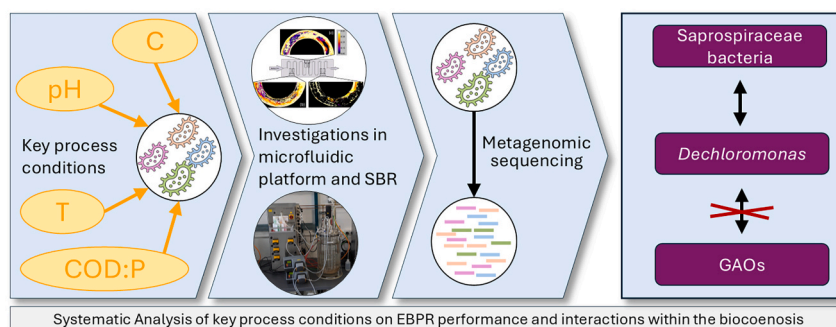 C
pH
Key process
conditions
T
COD:P
Investigations in
microfluidic
platform and SBR
Metagenomic
sequencing
Saprospiraceae
bacteria
Dechloromonas
GAOs
Systematic Analysis of key process conditions on EBPR performance and interactions within the biocoenosis